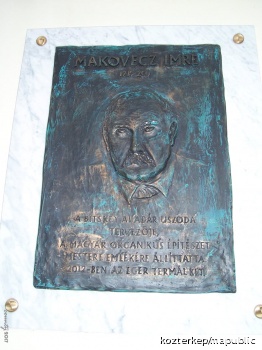 MAKOVECZ IMRE
A BITSKEY ALADÁR USZODA
TERVEZŐJE,
A MAGYAR ORGANIKUS ÉPÍTÉSZET
MESTERE EMLÉKÉRE ÁLLÍTTATTA
2012-BEN AZ EGER TERMÁL KFT.
kozterkep/mapublic